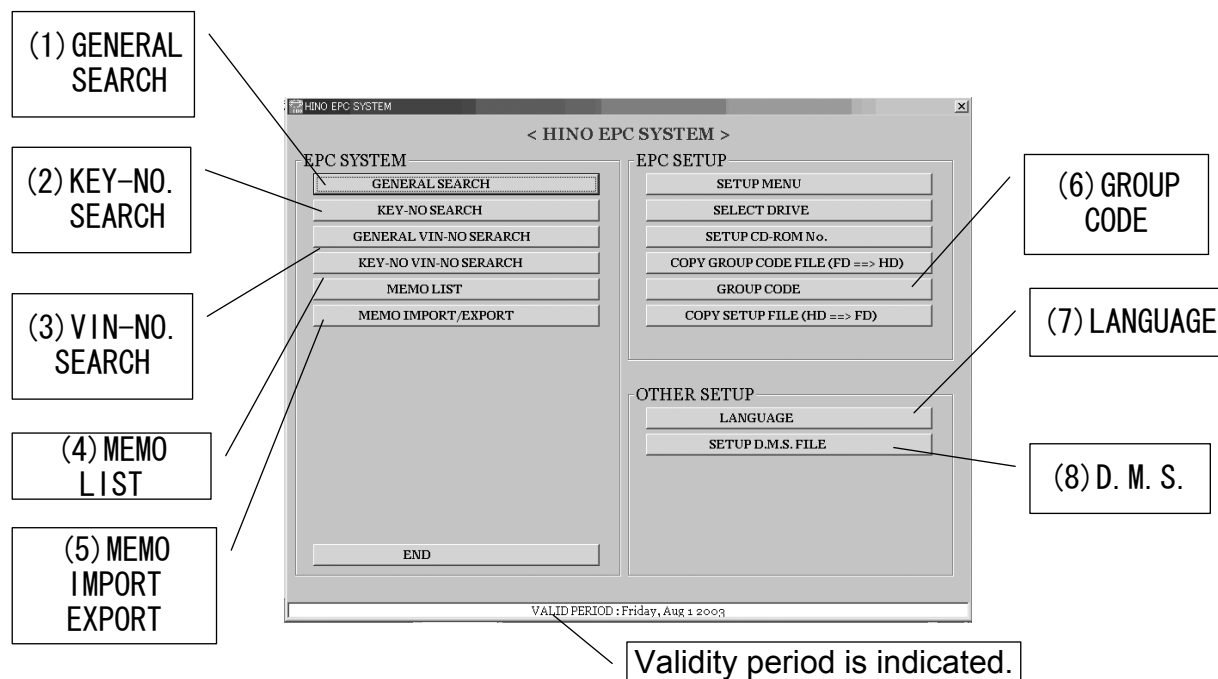 (1)GENERAL
SEARCH
(2)KEY-NO.
SEARCH
(3)VIN-NO.
SEARCH
(4)MEMO
LIST
(5)MEMO
IMPORT
EXPORT
HINO EPC SYSTEM
< HINO EPC SYSTEM >
EPC SYSTEM
GENERAL SEARCH
KEY-NO SEARCH
GENERAL VIN-NO SERARCH
KEY-NO VIN-NO SERARCH
MEMO LIST
MEMO IMPORT/EXPORT
END
EPC SETUP
SETUP MENU
SELECT DRIVE
SETUP CD-ROM No.
COPY GROUP CODE FILE (FD ==> HD)
GROUP CODE
COPY SETUP FILE (HD ==> FD)
OTHER SETUP
LANGUAGE
SETUP D.M.S. FILE
VALID PERIOD : Friday, Aug 1 2003
(6)GROUP
CODE
(7)LANGUAGE
(8)D. M. S.
Validity period is indicated.